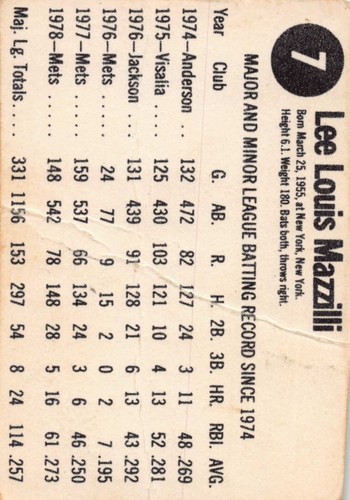 7
Lee Louis Mazzilli
Born March 25, 1955, at New York, New York.
Height 6.1. Weight 180. Bats both, throws right.
MAJOR AND MINOR LEAGUE BATTING RECORD SINCE 1974
Year Club G. AB. R. H. 2B. 3B. HR. RBI. AVG.
1974—Anderson ... 132 472 82 127 24 3 11 48 .269
1975—Visalia .... 125 430 103 121 10 4 13 52 .281
1976—Jackson .... 131 439 91 128 21 6 13 43 .292
1976—Mets ...... 24 77 9 15 2 0 2 7 .195
1977—Mets ...... 159 537 66 134 24 3 6 46 .250
1978—Mets ...... 148 542 78 148 28 5 16 61 .273
Maj. Lg. Totals .... 331 1156 153 297 54 8 24 114 .257